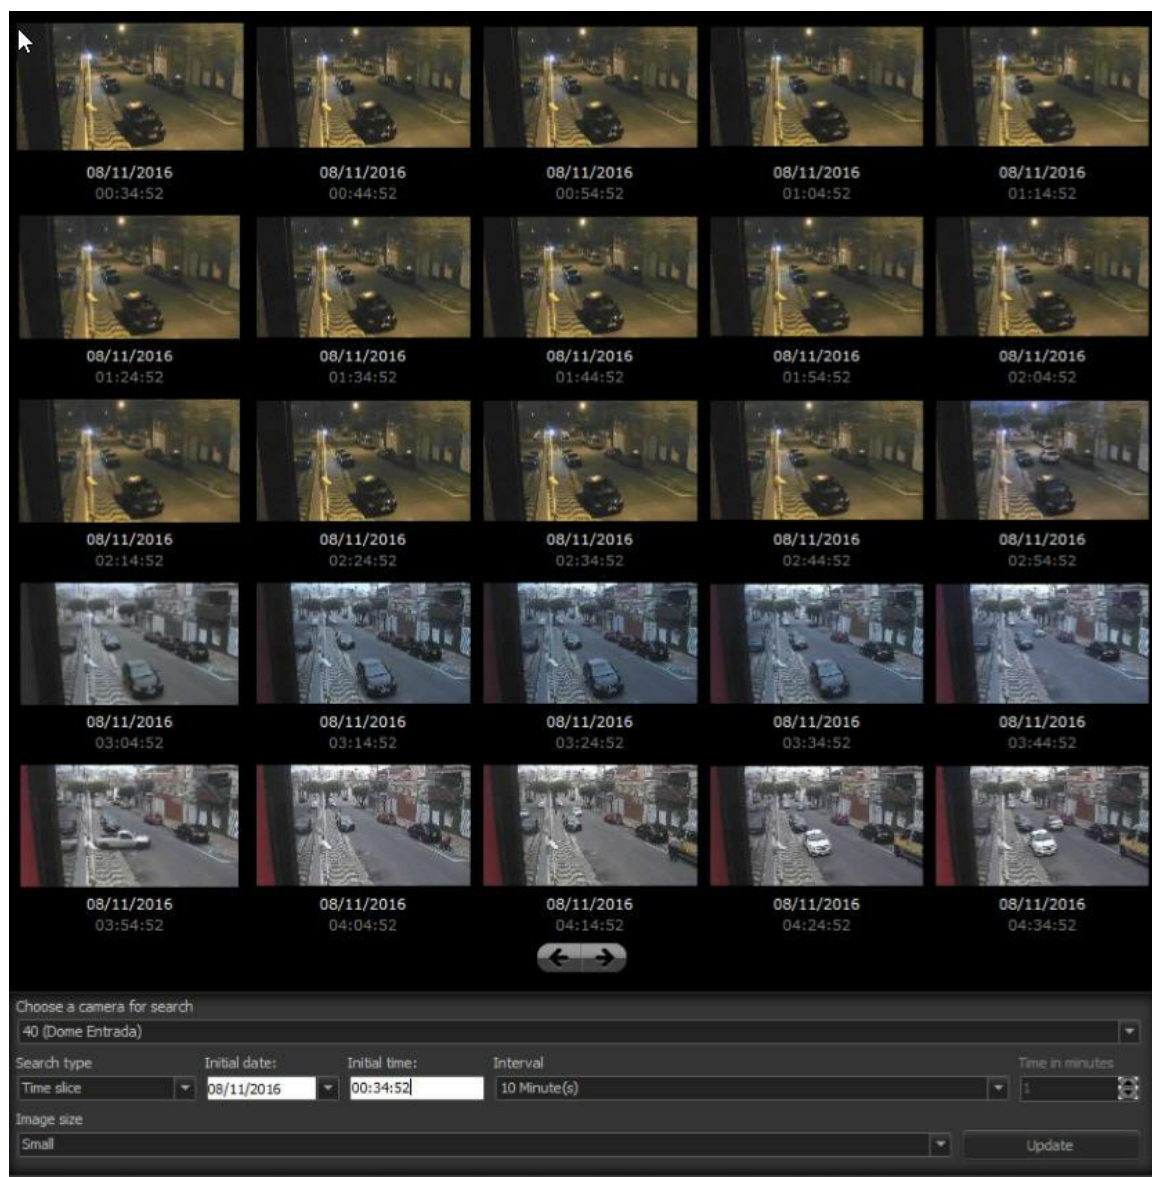 08/11/2016 08/11/2016 08/11/2016 08/11/2016 08/11/2016
00:34:52 00:44:52 00:54:52 01:04:52 01:14:52
08/11/2016 08/11/2016 08/11/2016 08/11/2016 08/11/2016
01:24:52 01:34:52 01:44:52 01:54:52 02:04:52
08/11/2016 08/11/2016 08/11/2016 08/11/2016 08/11/2016
02:14:52 02:24:52 02:34:52 02:44:52 02:54:52
08/11/2016 08/11/2016 08/11/2016 08/11/2016 08/11/2016
03:04:52 03:14:52 03:24:52 03:34:52 03:44:52
08/11/2016 08/11/2016 08/11/2016 08/11/2016 08/11/2016
03:54:52 04:04:52 04:14:52 04:24:52 04:34:52
Choose a camera for search
40 (Dome Entrada)
Search type Initial date: Initial time: Interval Time in minutes
Time slice 08/11/2016 00:34:52 10 Minute(s) 1
Image size
Small Update